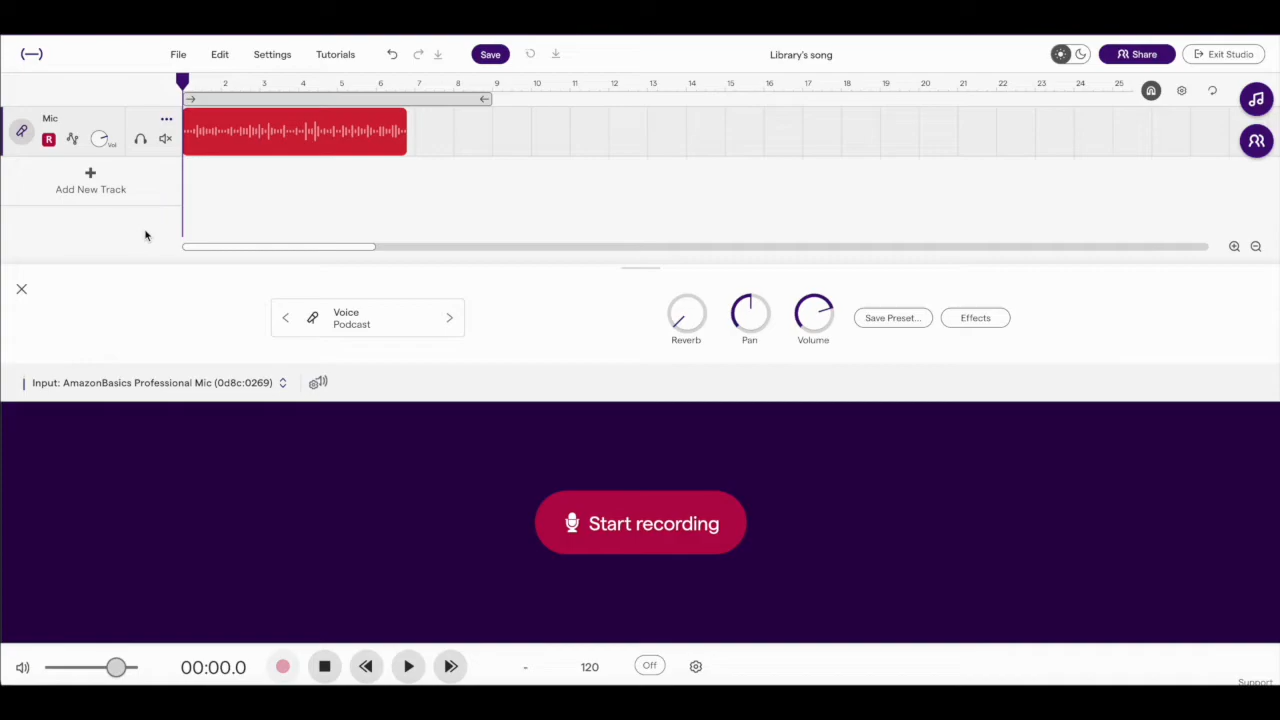 (—) File Edit Settings Tutorials Save Library's song Share Exit Studio
2 3 4 5 6 7 8 9 10 11 12 13 14 15 16 17 18 19 20 21 22 23 24 25
Mic
R Vol
Add New Track
Voice
Podcast
Save Preset... Effects
Reverb Pan Volume
Input: AmazonBasics Professional Mic (0d8c:0269)
Start recording
00:00.0 - 120 Off
Support